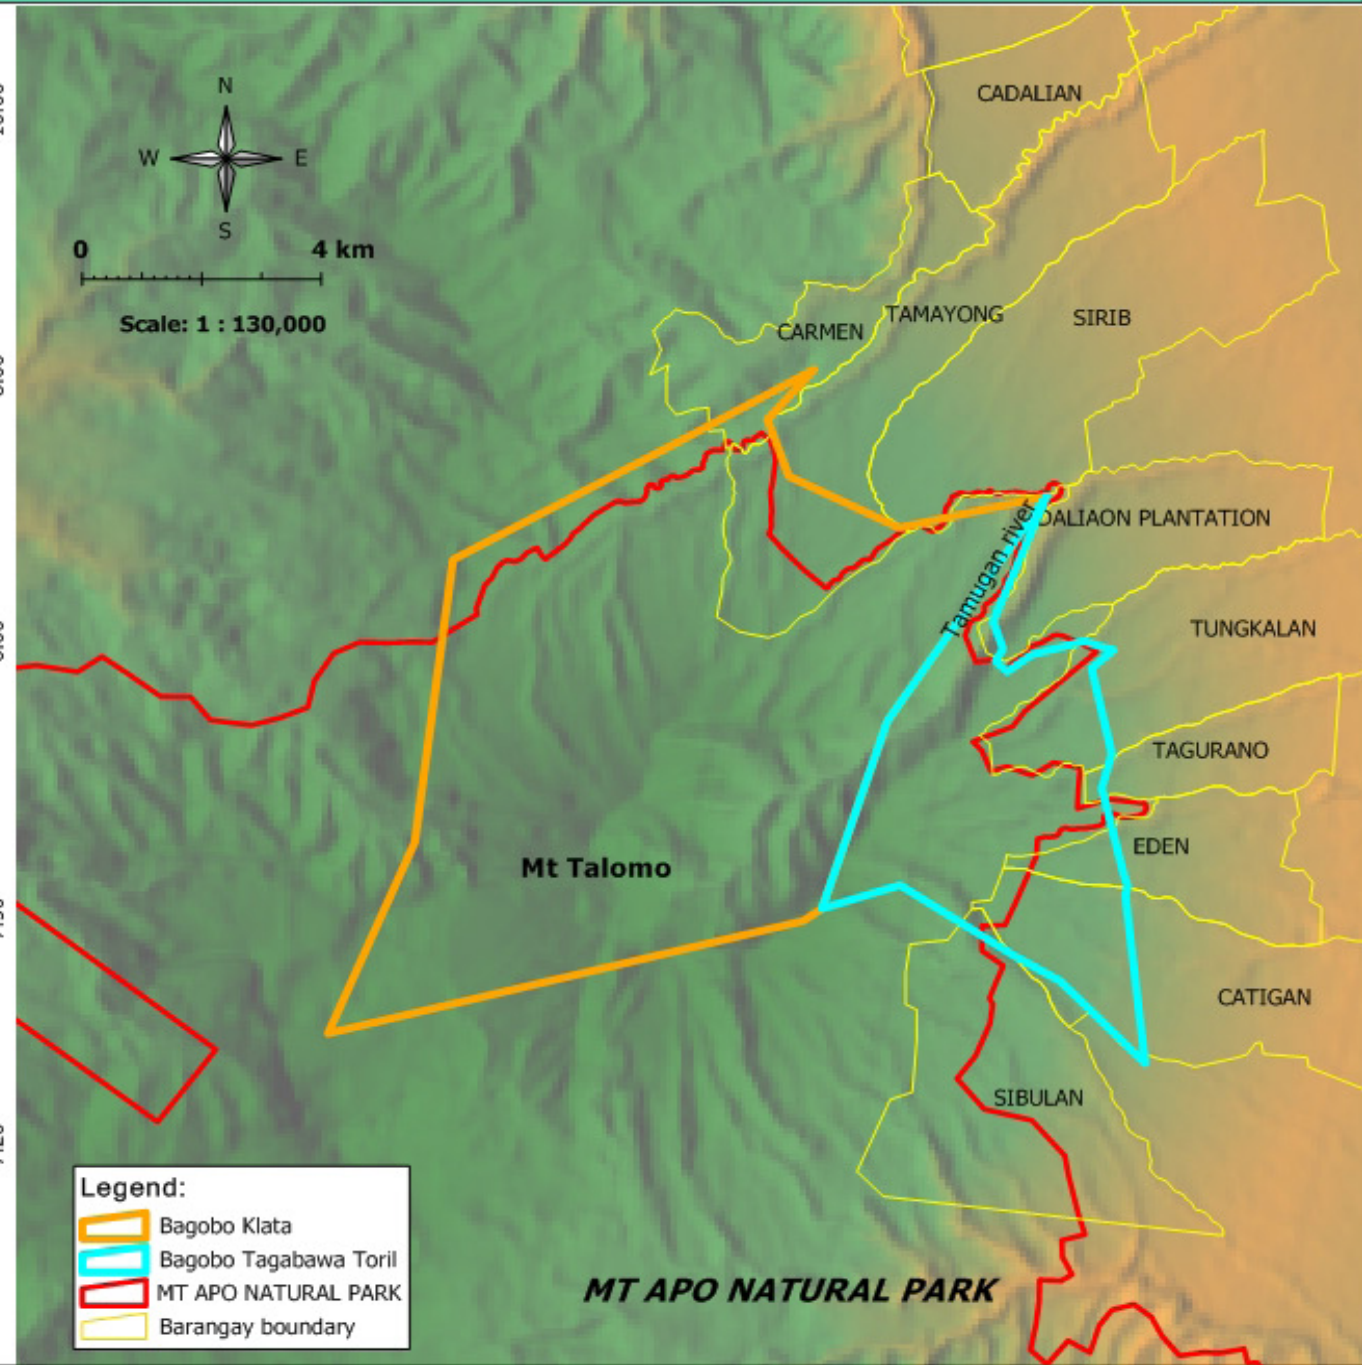 N
W E
S
0 4 km
Scale: 1 : 130,000
CADALIAN
TAMAYONG
SIRIB
CARMEN
DALIAON PLANTATION
Tamugan river
TUNGKALAN
TAGURANO
EDEN
Mt Talomo
CATIGAN
SIBULAN
Legend:
Bagobo Klata
Bagobo Tagabawa Toril
MT APO NATURAL PARK
Barangay boundary
MT APO NATURAL PARK